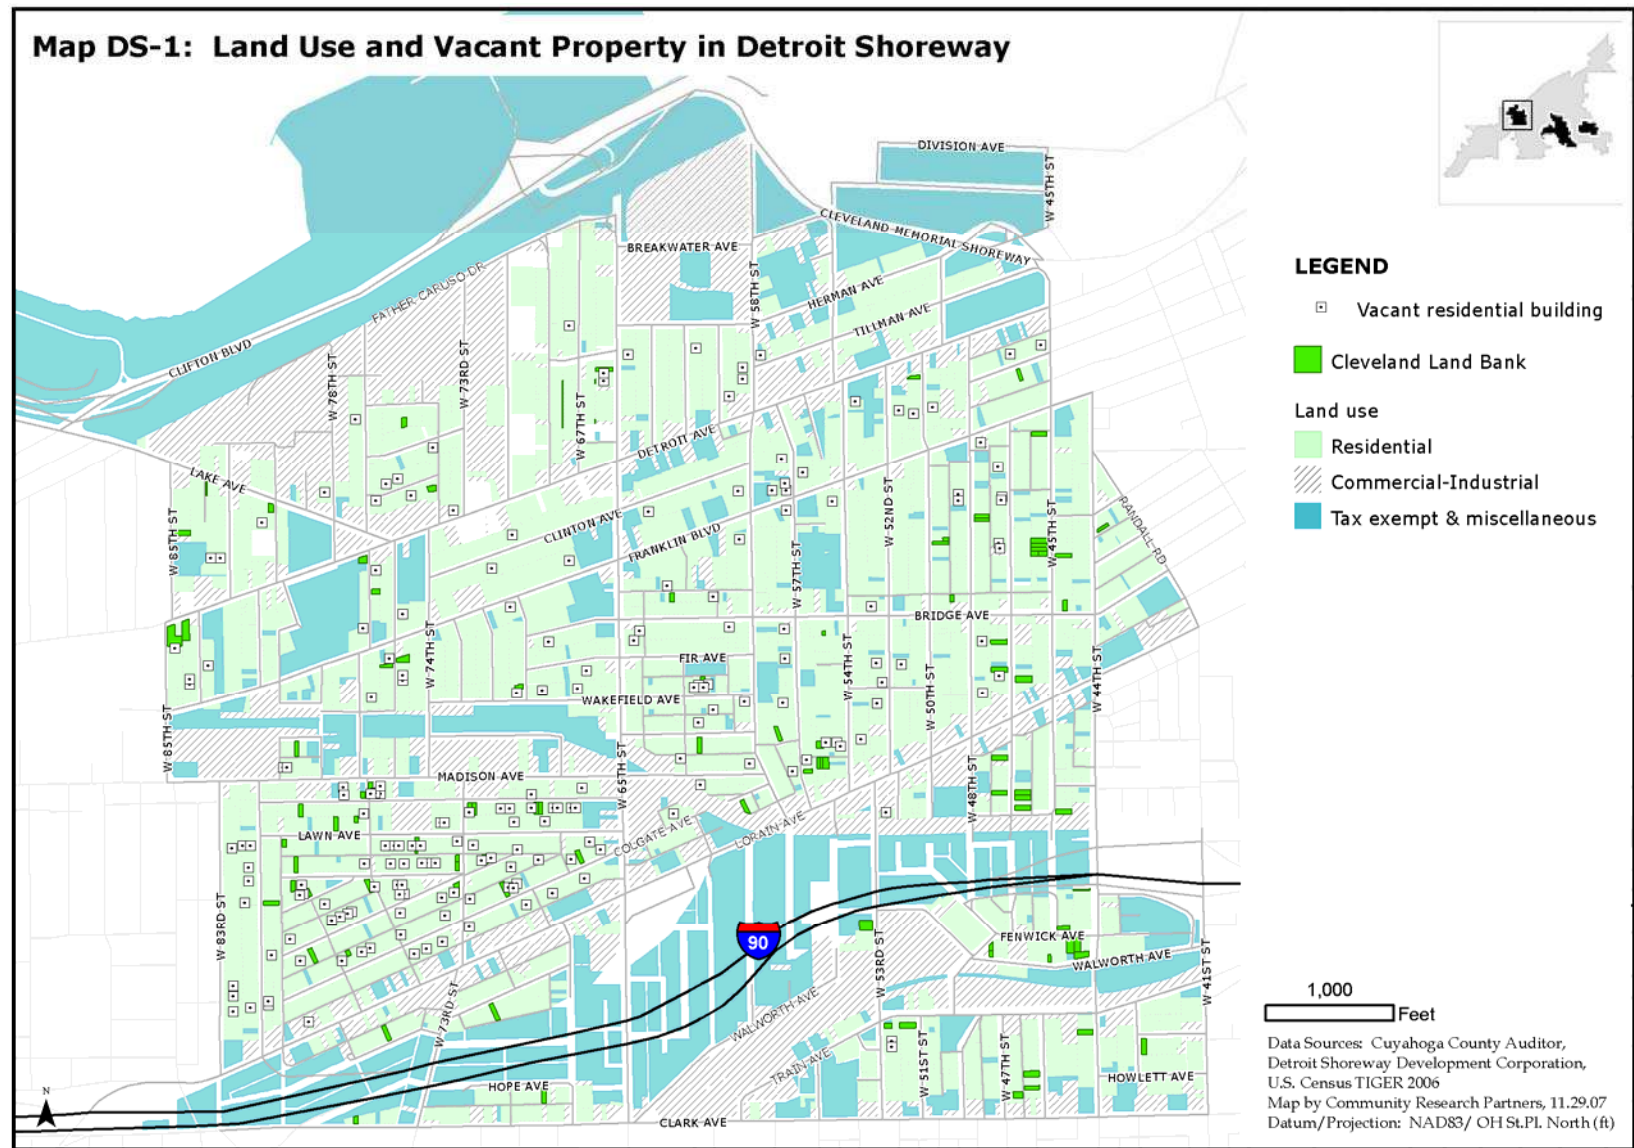 Map DS-1:  Land Use and Vacant Property in Detroit Shoreway
DIVISION AVE
W 45TH ST
CLEVELAND MEMORIAL SHOREWAY
BREAKWATER AVE
FATHER CARUSO DR
W 58TH ST
HERMAN AVE
TILLMAN AVE
CLIFTON BLVD
W 78TH ST
W 73RD ST
W 67TH ST
DETROIT AVE
LAKE AVE
W 85TH ST
CLINTON AVE
FRANKLIN BLVD
W 52ND ST
W 57TH ST
W 45TH ST
RANDALL RD
BRIDGE AVE
W 74TH ST
FIR AVE
W 54TH ST
W 50TH ST
W 44TH ST
WAKEFIELD AVE
W 85TH ST
W 65TH ST
MADISON AVE
W 48TH ST
LAWN AVE
COLGATE AVE
LORAIN AVE
W 83RD ST
90
W 53RD ST
FENWICK AVE
WALWORTH AVE
W 41ST ST
W 73RD ST
WALWORTH AVE
TRAIN AVE
W 51ST ST
W 47TH ST
HOPE AVE
HOWLETT AVE
CLARK AVE
N
LEGEND
Vacant residential building
Cleveland Land Bank
Land use
Residential
Commercial-Industrial
Tax exempt & miscellaneous
1,000
Feet
Data Sources:  Cuyahoga County Auditor,
Detroit Shoreway Development Corporation,
U.S. Census TIGER 2006
Map by Community Research Partners, 11.29.07
Datum/Projection:  NAD83/ OH St.Pl. North (ft)